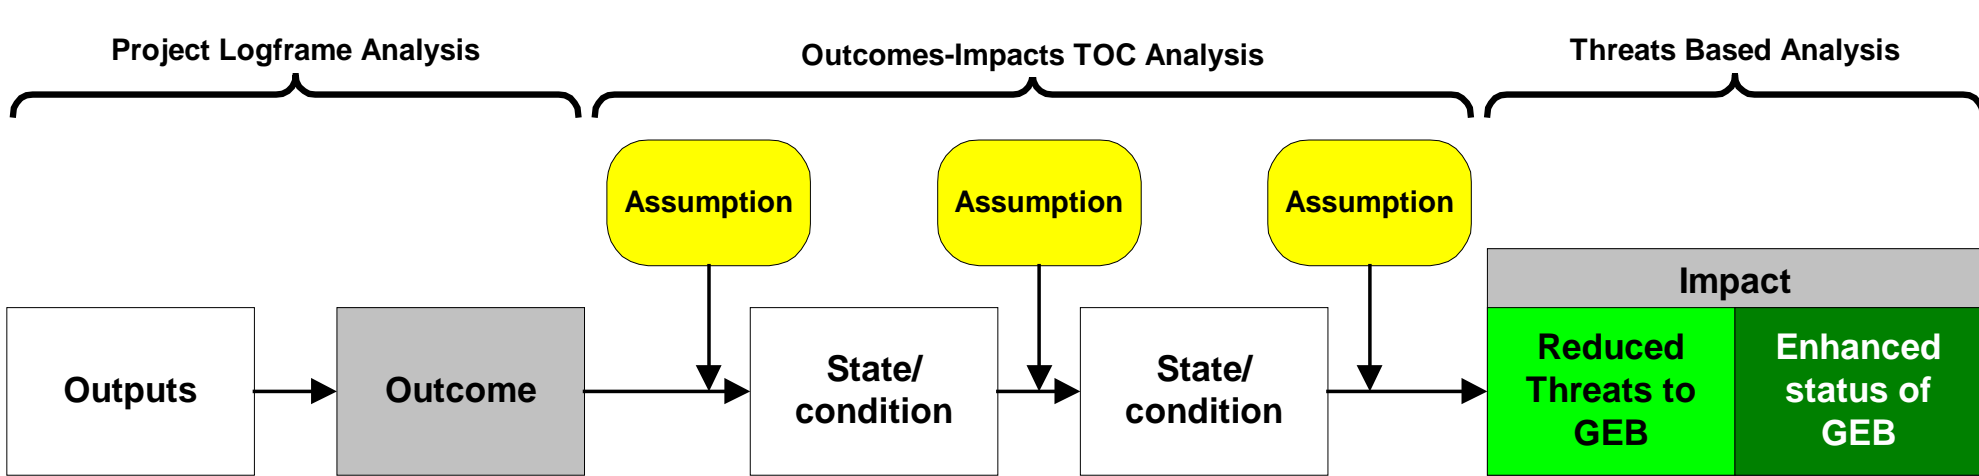 Project Logframe Analysis
Outcomes-Impacts TOC Analysis
Threats Based Analysis
Assumption
Assumption
Assumption
Outputs
Outcome
State/
condition
State/
condition
Impact
Reduced
Threats to
GEB
Enhanced
status of
GEB